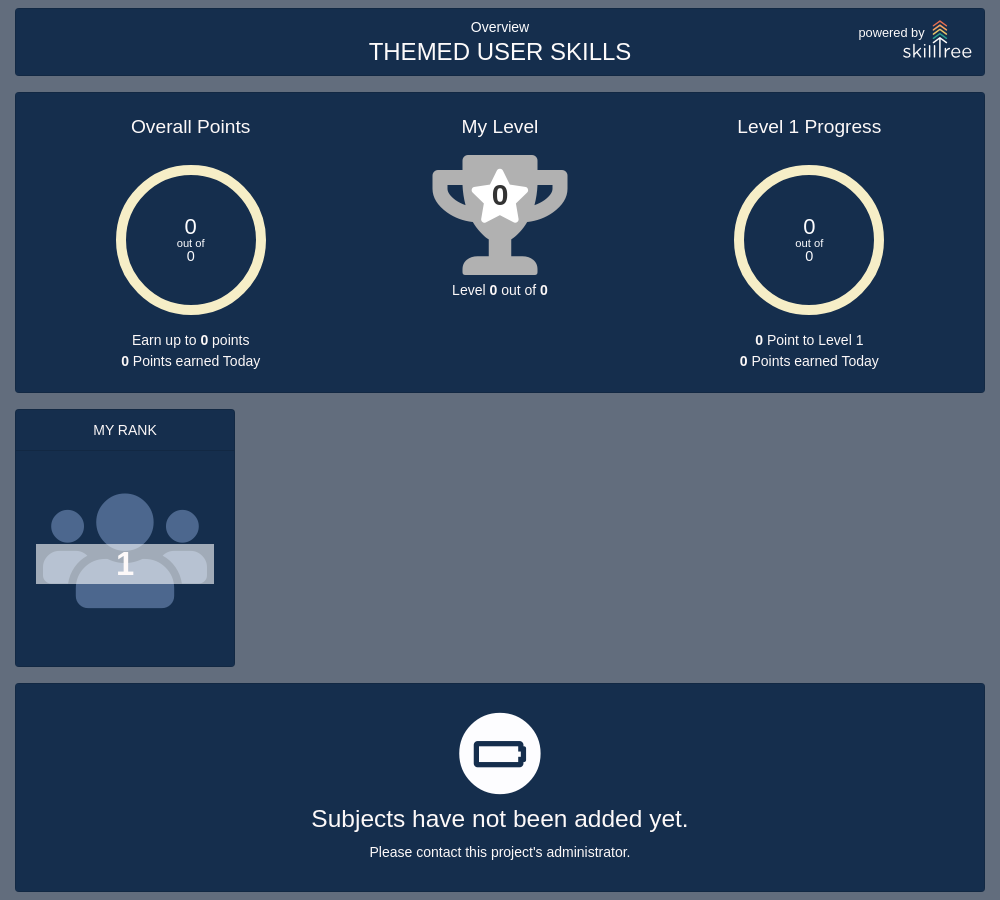 Overview
THEMED USER SKILLS
powered by
skilltree
Overall Points
0
out of
0
Earn up to 0 points
0 Points earned Today
My Level
0
Level 0 out of 0
Level 1 Progress
0
out of
0
0 Point to Level 1
0 Points earned Today
MY RANK
1
Subjects have not been added yet.
Please contact this project's administrator.